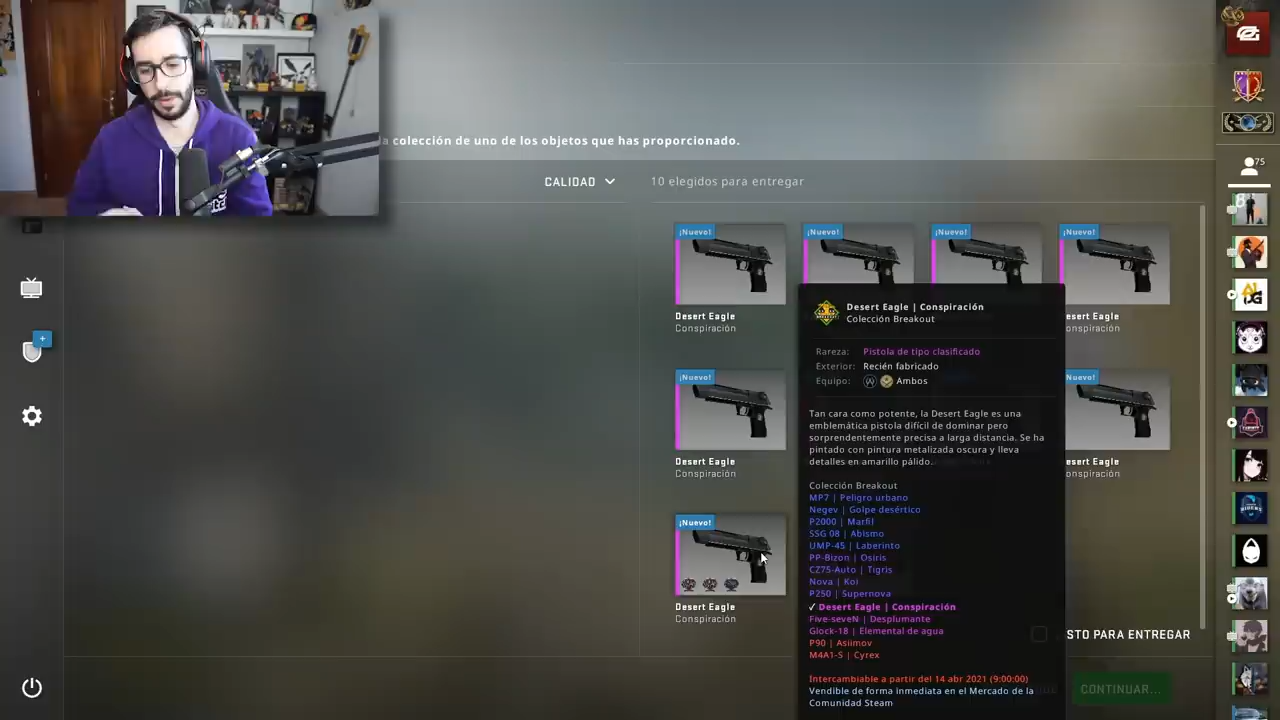 a colección de uno de los objetos que has proporcionado.
CALIDAD
10 elegidos para entregar
75
¡Nuevo!
¡Nuevo!
¡Nuevo!
¡Nuevo!
Desert Eagle
Conspiración
esert Eagle
Conspiración
¡Nuevo!
Nuevo!
Desert Eagle
Conspiración
esert Eagle
Conspiración
¡Nuevo!
Desert Eagle
Conspiración
Desert Eagle | Conspiración
Colección Breakout
Rareza: Pistola de tipo clasificado
Exterior: Recién fabricado
Equipo: Ambos
Tan cara como potente, la Desert Eagle es una
emblemática pistola difícil de dominar pero
sorprendentemente precisa a larga distancia. Se ha
pintado con pintura metalizada oscura y lleva
detalles en amarillo pálido.
Colección Breakout
MP7 | Peligro urbano
Negev | Golpe desértico
P2000 | Marfil
SSG 08 | Abismo
UMP-45 | Laberinto
PP-Bizon | Osiris
CZ75-Auto | Tigris
Nova | Koi
P250 | Supernova
✓ Desert Eagle | Conspiración
Five-seveN | Desplumante
Glock-18 | Elemental de agua
P90 | Asiimov
M4A1-S | Cyrex
Intercambiable a partir del 14 abr 2021 (9:00:00)
Vendible de forma inmediata en el Mercado de la
Comunidad Steam
STO PARA ENTREGAR
CONTINUAR...